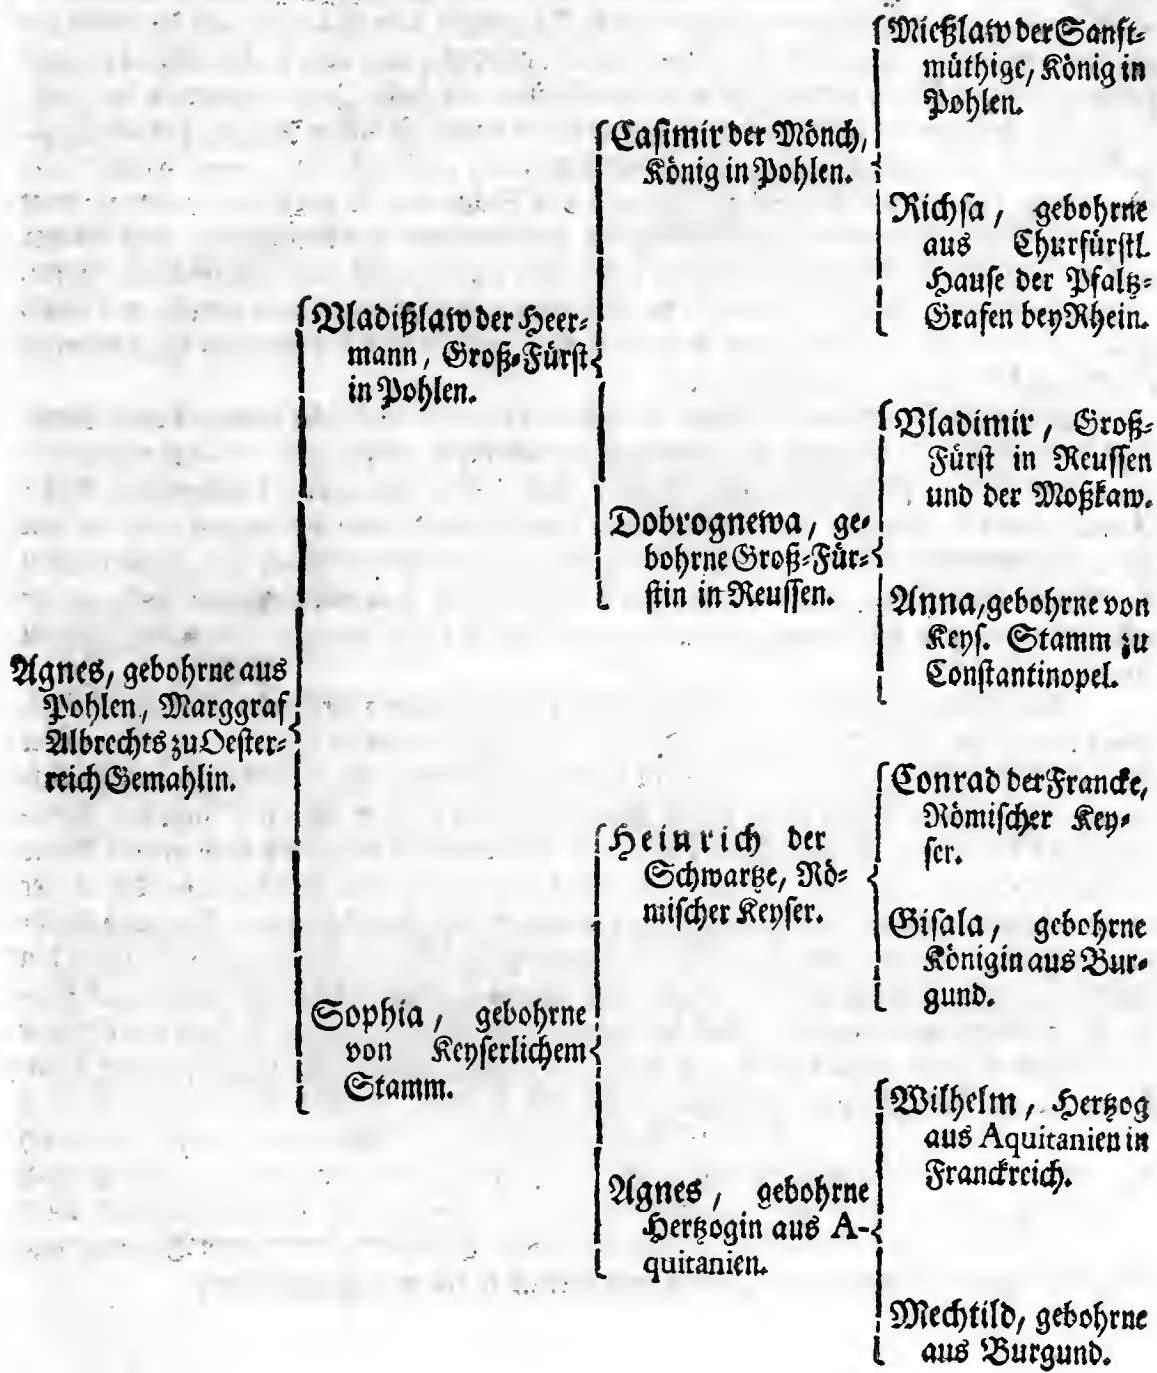 Agnes, gebohrne aus
Pohlen, Marggraf
Albrechts zu Oester-
reich Gemahlin.
Vladißlaw der Heer-
mann, Groß-Fürst
in Pohlen.
Casimir der Mönch,
König in Pohlen.
Mießlaw der Sanft-
müthige, König in
Pohlen.
Richsa, gebohrne
aus Churfürstl.
Hause der Pfaltz-
Grafen bey Rhein.
Dobrognewa, ge-
bohrne Groß-Für-
stin in Reussen.
Vladimir, Groß-
Fürst in Reussen
und der Moßkaw.
Anna, gebohrne von
Keys. Stamm zu
Constantinopel.
Sophia, gebohrne
von Keyserlichem
Stamm.
Heinrich der
Schwartze, Rö-
mischer Keyser.
Conrad der Francke,
Römischer Key-
ser.
Gisala, gebohrne
Königin aus Bur-
gund.
Agnes, gebohrne
Hertzogin aus A-
quitanien.
Wilhelm, Hertzog
aus Aquitanien in
Franckreich.
Mechtild, gebohrne
aus Burgund.